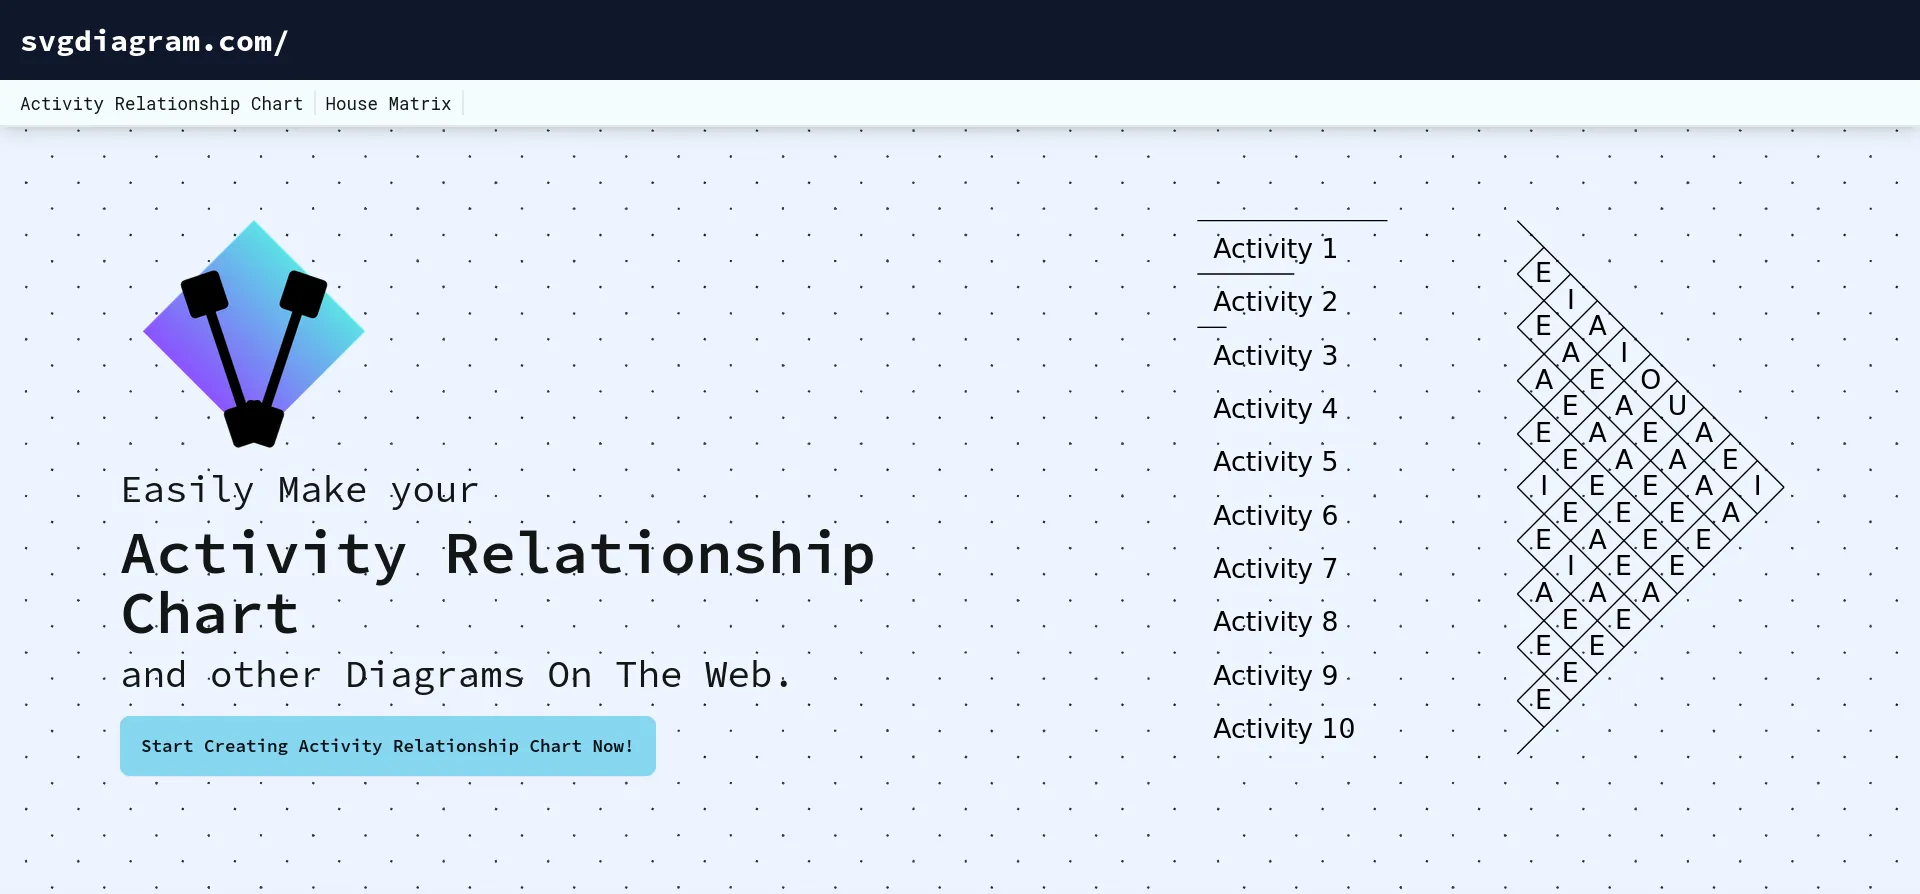 svgdiagram.com/
Activity Relationship Chart House Matrix
Easily Make your
Activity Relationship
Chart
and other Diagrams On The Web.
Start Creating Activity Relationship Chart Now!
Activity 1
Activity 2
Activity 3
Activity 4
Activity 5
Activity 6
Activity 7
Activity 8
Activity 9
Activity 10
E
I
E A
A I
A E O
E A U
E A E A
E A A E
I E E A I
E E E A
E A E E
I E E
A A A
E E
E E
E
E